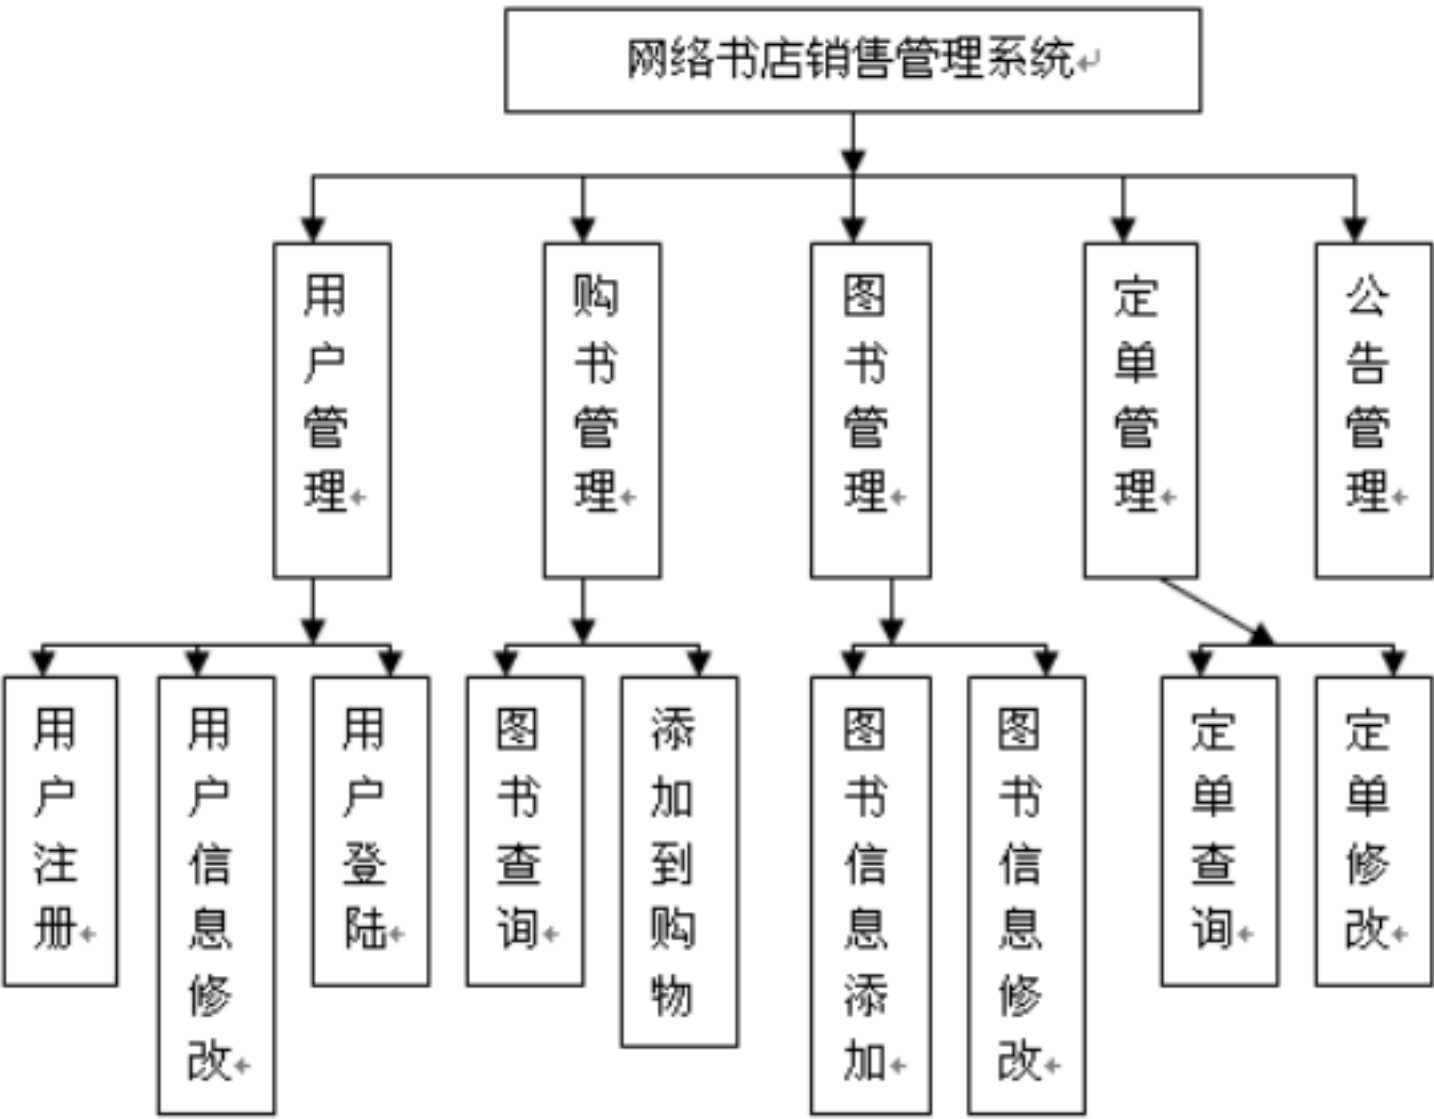 网络书店销售管理系统
用户管理
购书管理
图书管理
定单管理
公告管理
用户注册
用户信息修改
用户登陆
图书查询
添加到购物
图书信息添加
图书信息修改
定单查询
定单修改